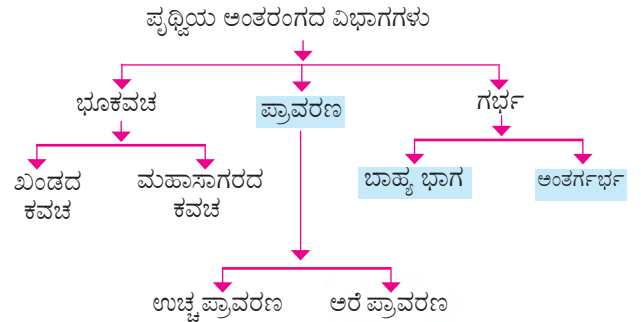 ಪೃಥ್ವಿಯ ಅಂತರಂಗದ ವಿಭಾಗಗಳು
ಭೂಕವಚ
ಪ್ರಾವರಣ
ಗರ್ಭ
ಖಂಡದ
ಕವಚ
ಮಹಾಸಾಗರದ
ಕವಚ
ಬಾಹ್ಯ ಭಾಗ
ಅಂತರ್ಗರ್ಭ
ಉಚ್ಚ ಪ್ರಾವರಣ
ಅರೆ ಪ್ರಾವರಣ